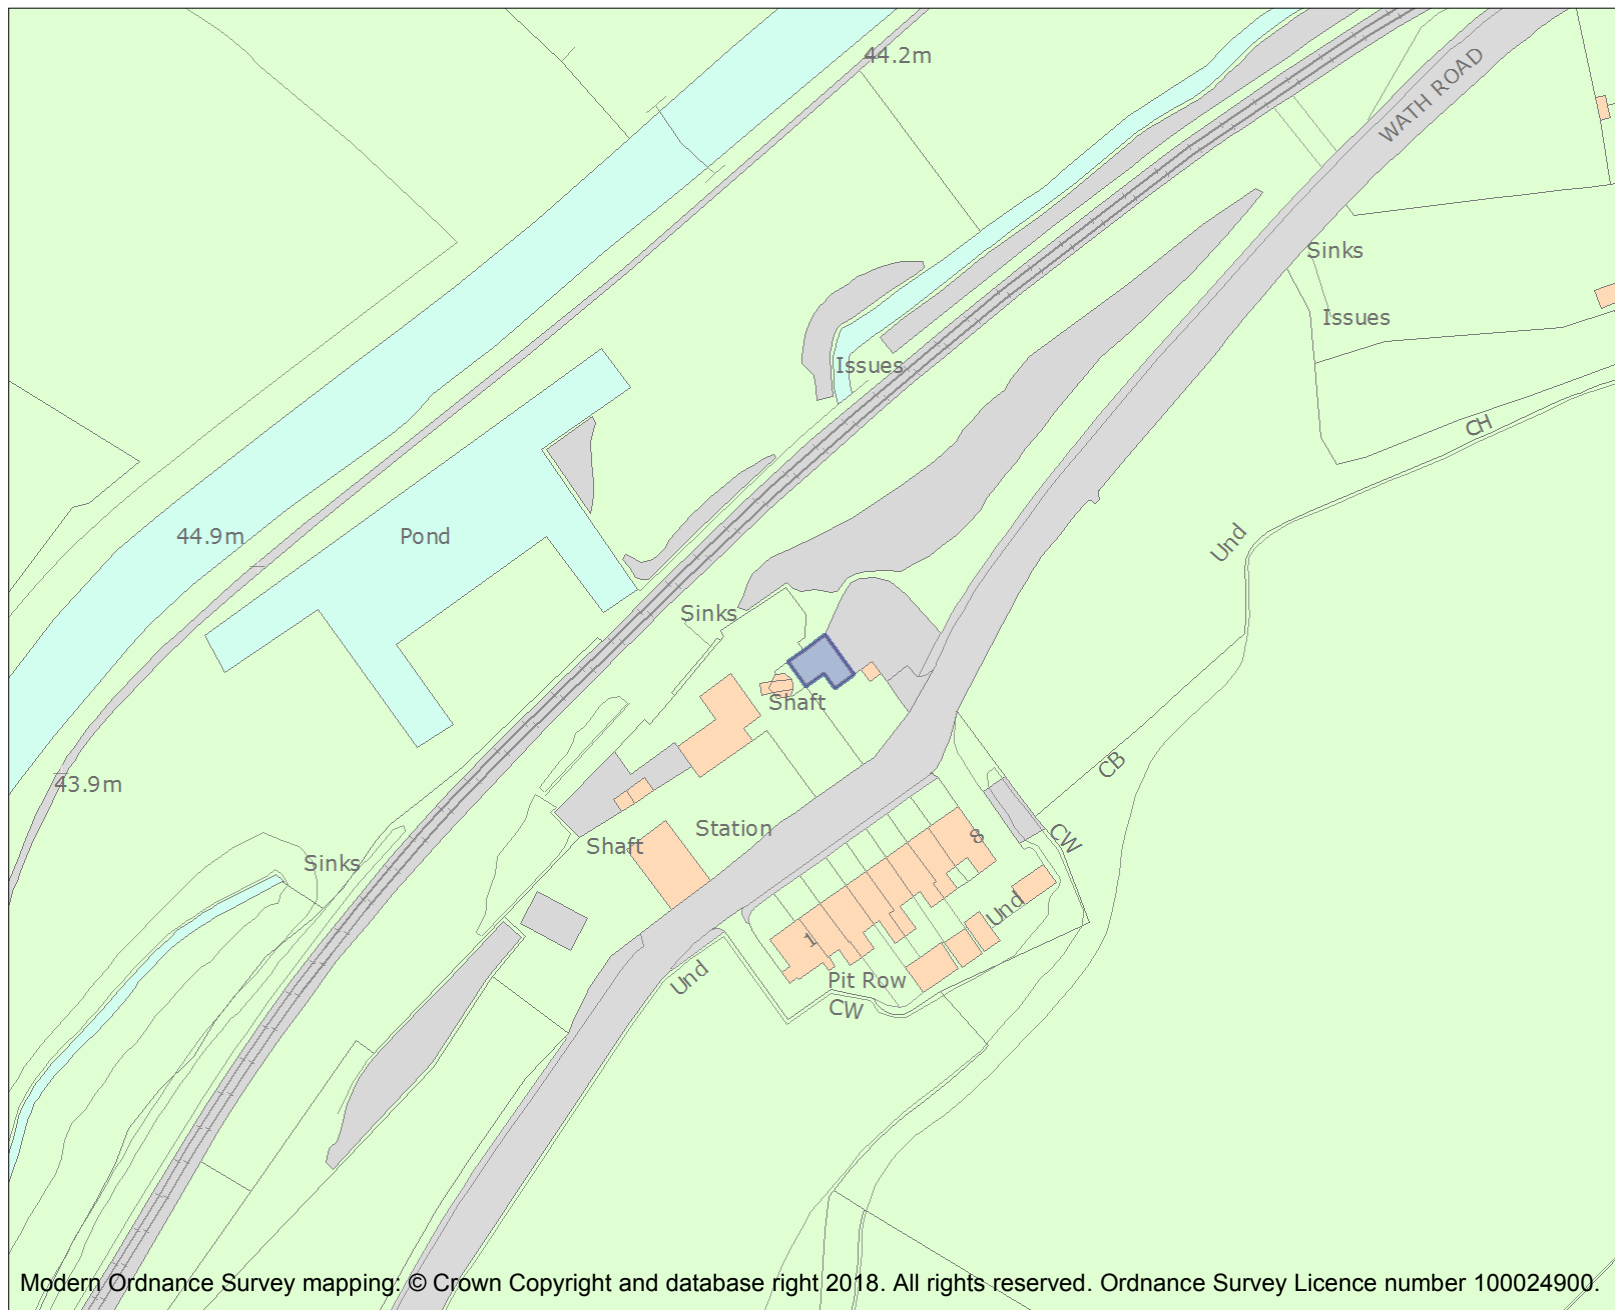 44.2m
WATH ROAD
Sinks
Issues
Issues
CH
44.9m
Pond
Und
Sinks
Shaft
CB
43.9m
Station
8
CW
Shaft
Sinks
Und
1
Und
Pit Row
CW
Modern Ordnance Survey mapping: © Crown Copyright and database right 2018. All rights reserved. Ordnance Survey Licence number 100024900.